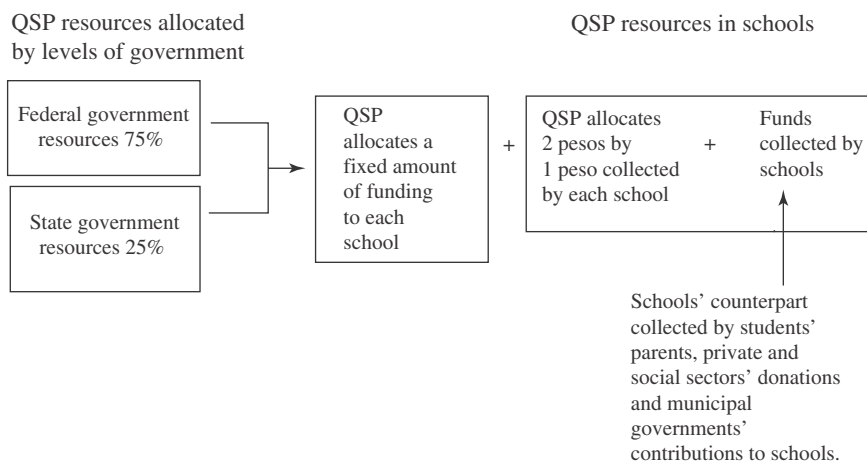 QSP resources allocated
by levels of government
QSP resources in schools
Federal government
resources 75%
State government
resources 25%
QSP
allocates a
fixed amount
of funding
to each
school
+
QSP allocates
2 pesos by
1 peso collected
by each school
+
Funds
collected by
schools
Schools’ counterpart
collected by students’
parents, private and
social sectors’ donations
and municipal
governments’
contributions to schools.